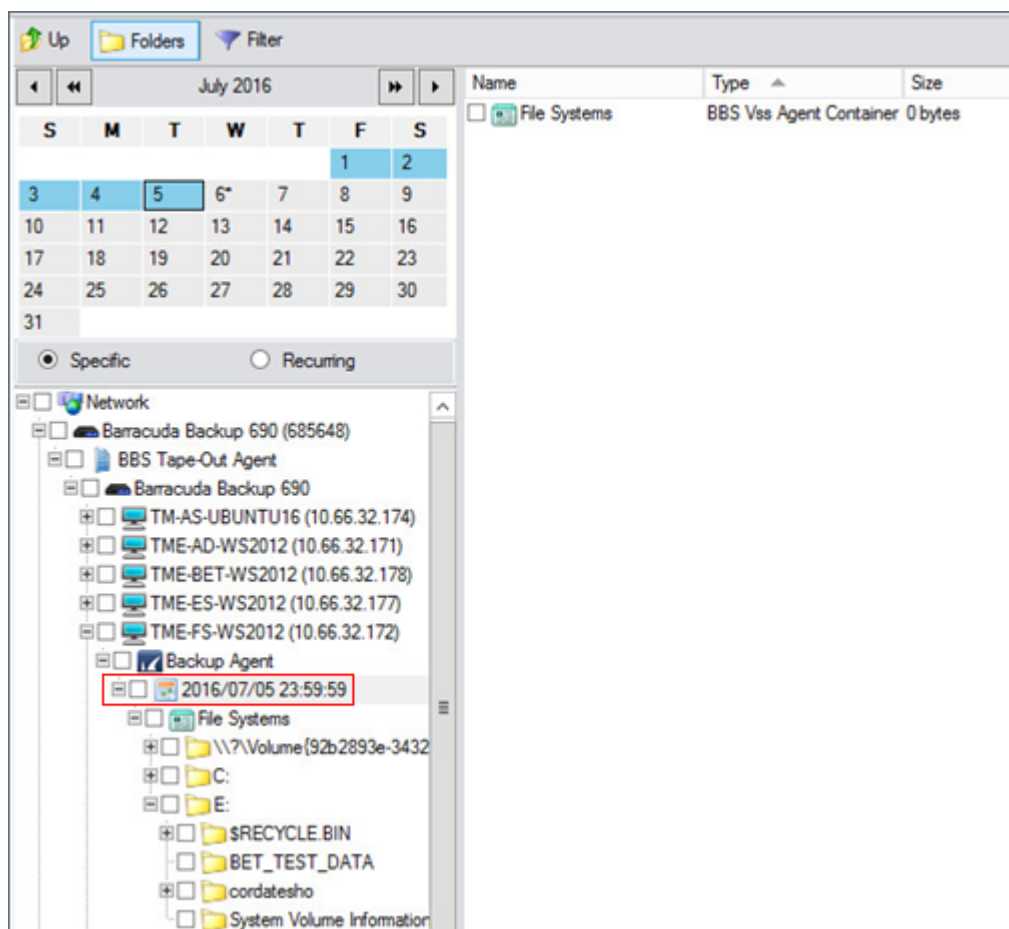 Up Folders Filter
July 2016
S M T W T F S
1 2
3 4 5 6* 7 8 9
10 11 12 13 14 15 16
17 18 19 20 21 22 23
24 25 26 27 28 29 30
31
Specific Recurring
Network
Barracuda Backup 690 (685648)
BBS Tape-Out Agent
Barracuda Backup 690
TM-AS-UBUNTU16 (10.66.32.174)
TME-AD-WS2012 (10.66.32.171)
TME-BET-WS2012 (10.66.32.178)
TME-ES-WS2012 (10.66.32.177)
TME-FS-WS2012 (10.66.32.172)
Backup Agent
2016/07/05 23:59:59
File Systems
\\?\Volume{92b2893e-3432
C:
E:
$RECYCLE.BIN
BET_TEST_DATA
cordatesho
System Volume Information
Name Type Size
File Systems BBS Vss Agent Container 0 bytes